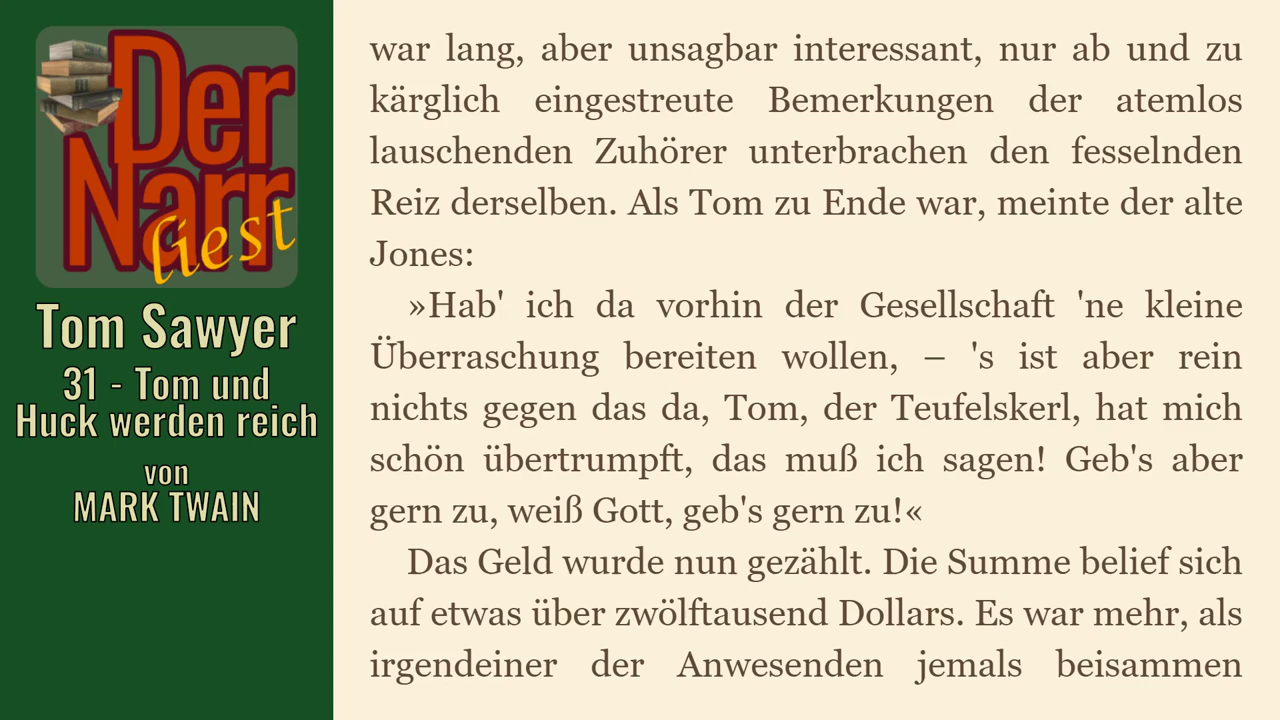 Der
Narr
liest
Tom Sawyer
31 - Tom und
Huck werden reich
von
MARK TWAIN
war lang, aber unsagbar interessant, nur ab und zu
kärglich eingestreute Bemerkungen der atemlos
lauschenden Zuhörer unterbrachen den fesselnden
Reiz derselben. Als Tom zu Ende war, meinte der alte
Jones:
»Hab' ich da vorhin der Gesellschaft 'ne kleine
Überraschung bereiten wollen, – 's ist aber rein
nichts gegen das da, Tom, der Teufelskerl, hat mich
schön übertrumpft, das muß ich sagen! Geb's aber
gern zu, weiß Gott, geb's gern zu!«
Das Geld wurde nun gezählt. Die Summe belief sich
auf etwas über zwölftausend Dollars. Es war mehr, als
irgendeiner der Anwesenden jemals beisammen